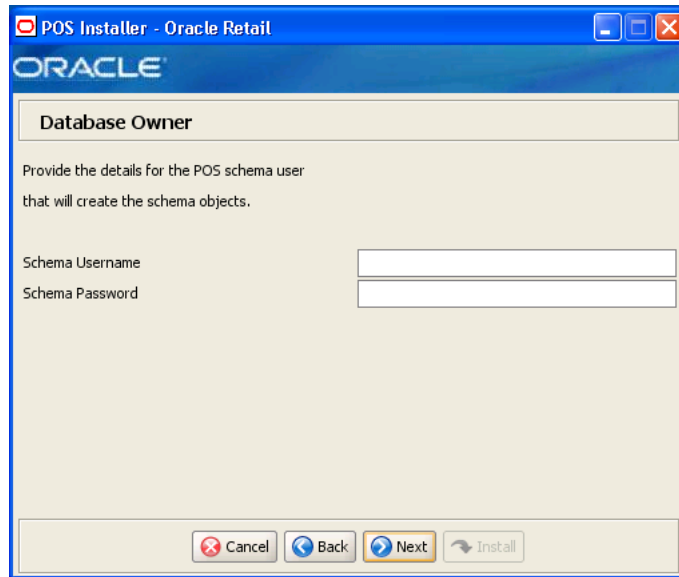 POS Installer - Oracle Retail
ORACLE
Database Owner
Provide the details for the POS schema user
that will create the schema objects.
Schema Username
Schema Password
Cancel Back Next Install